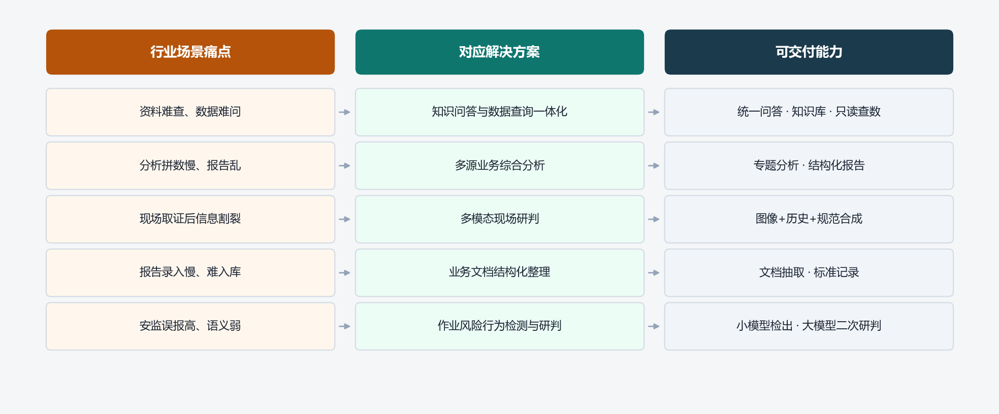 行业场景痛点
对应解决方案
可交付能力
资料难查、数据难问
知识问答与数据查询一体化
统一问答 · 知识库 · 只读查数
分析拼数慢、报告乱
多源业务综合分析
专题分析 · 结构化报告
现场取证后信息割裂
多模态现场研判
图像+历史+规范合成
报告录入慢、难入库
业务文档结构化整理
文档抽取 · 标准记录
安监误报高、语义弱
作业风险行为检测与研判
小模型检出 · 大模型二次研判